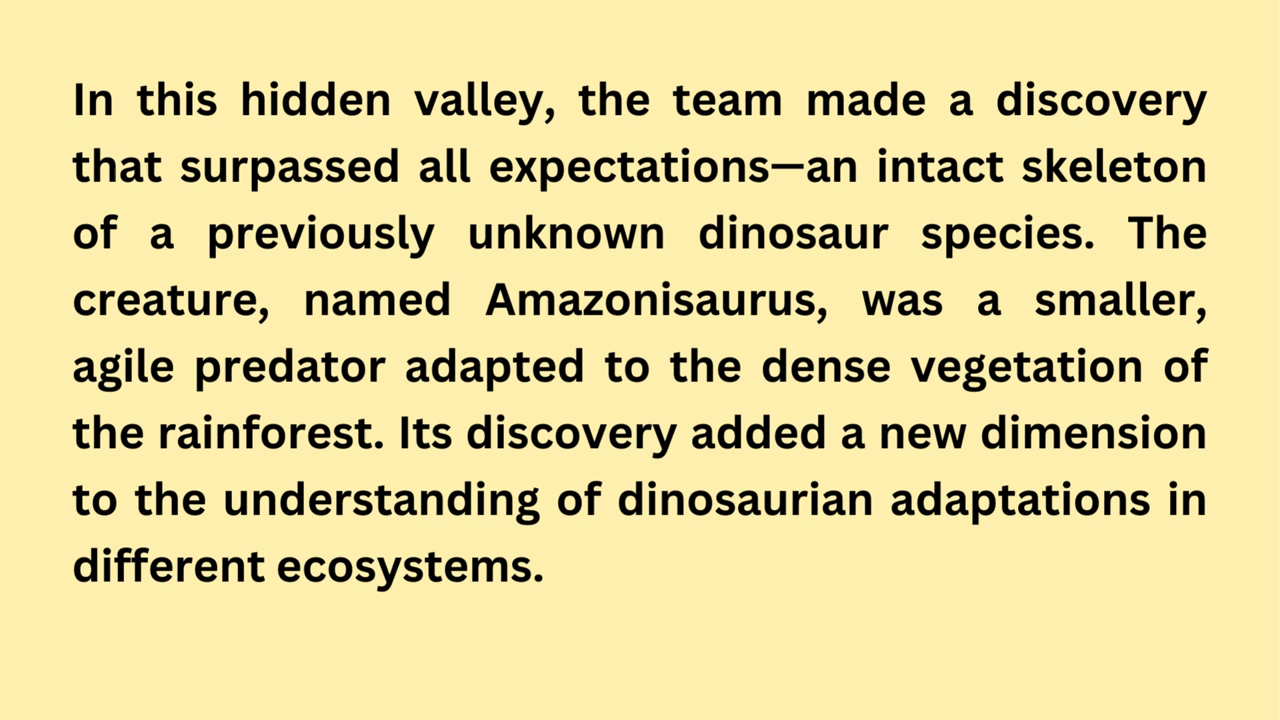 In this hidden valley, the team made a discovery
that surpassed all expectations—an intact skeleton
of a previously unknown dinosaur species. The
creature, named Amazonisaurus, was a smaller,
agile predator adapted to the dense vegetation of
the rainforest. Its discovery added a new dimension
to the understanding of dinosaurian adaptations in
different ecosystems.